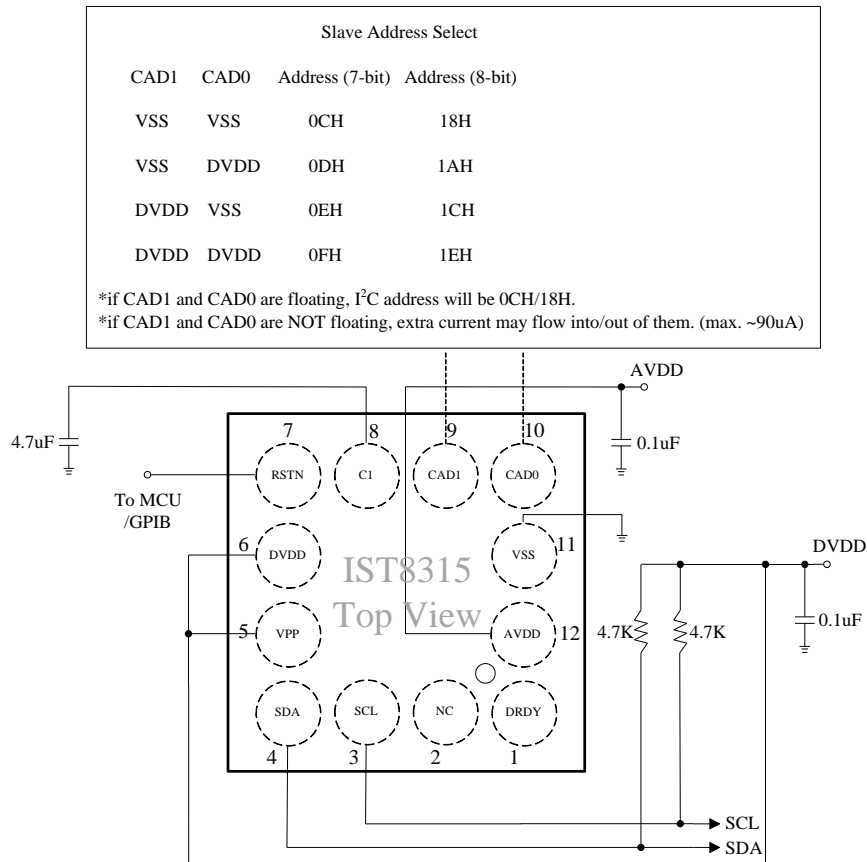 Slave Address Select
CAD1 CAD0 Address (7-bit) Address (8-bit)
VSS VSS 0CH 18H
VSS DVDD 0DH 1AH
DVDD VSS 0EH 1CH
DVDD DVDD 0FH 1EH
*if CAD1 and CAD0 are floating, I²C address will be 0CH/18H.
*if CAD1 and CAD0 are NOT floating, extra current may flow into/out of them. (max. ~90uA)
AVDD
4.7uF
7 8 9 10
0.1uF
RSTN C1 CAD1 CAD0
To MCU
/GPIB
6 DVDD
VSS 11
DVDD
IST8315
Top View
5 VPP
AVDD 12
4.7K 4.7K
0.1uF
SDA SCL NC DRDY
4 3 2 1
SCL
SDA